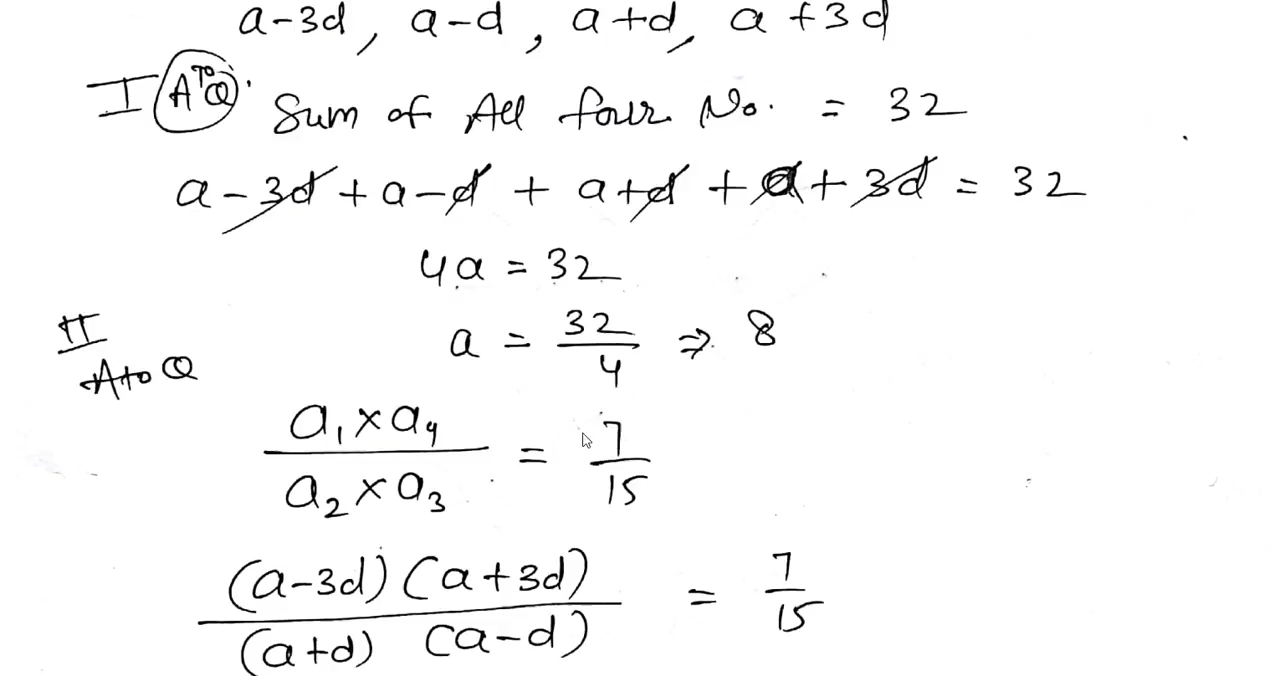 a-3d, a-d, a+d, a+3d
I AToQ. Sum of All four No. = 32
a-3d + a-d + a+d + a+3d = 32
4a = 32
a = 32/4 ⇒ 8
II
A to Q
a₁×a₄ / a₂×a₃ = 7/15
(a-3d) (a+3d) / (a+d) (a-d) = 7/15